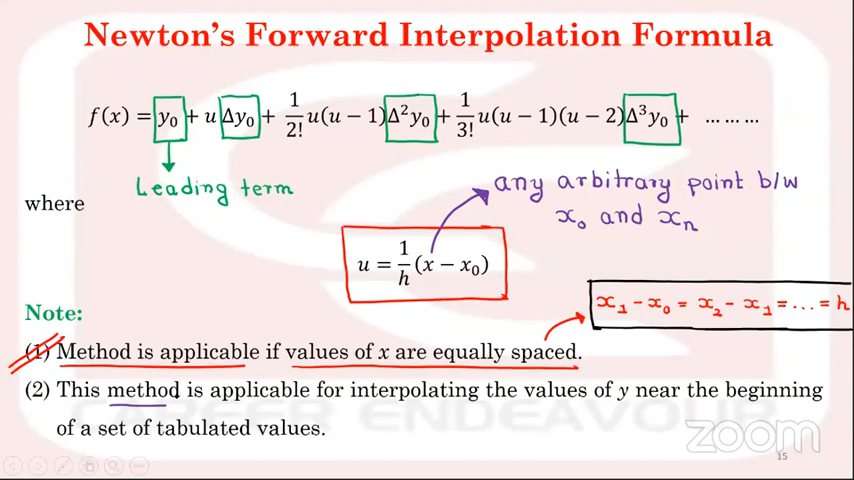 Newton's Forward Interpolation Formula
f(x) = y₀ + u Δy₀ + 1/2! u(u − 1)Δ²y₀ + 1/3! u(u − 1)(u − 2)Δ³y₀ + ... ... ...
Leading term
any arbitrary point b/w
x₀ and xₙ
where
u = 1/h (x − x₀)
x₁ − x₀ = x₂ − x₁ = ... = h
Note:
(1) Method is applicable if values of x are equally spaced.
(2) This method is applicable for interpolating the values of y near the beginning
of a set of tabulated values.
CAREER ENDEAVOUR
zoom
15